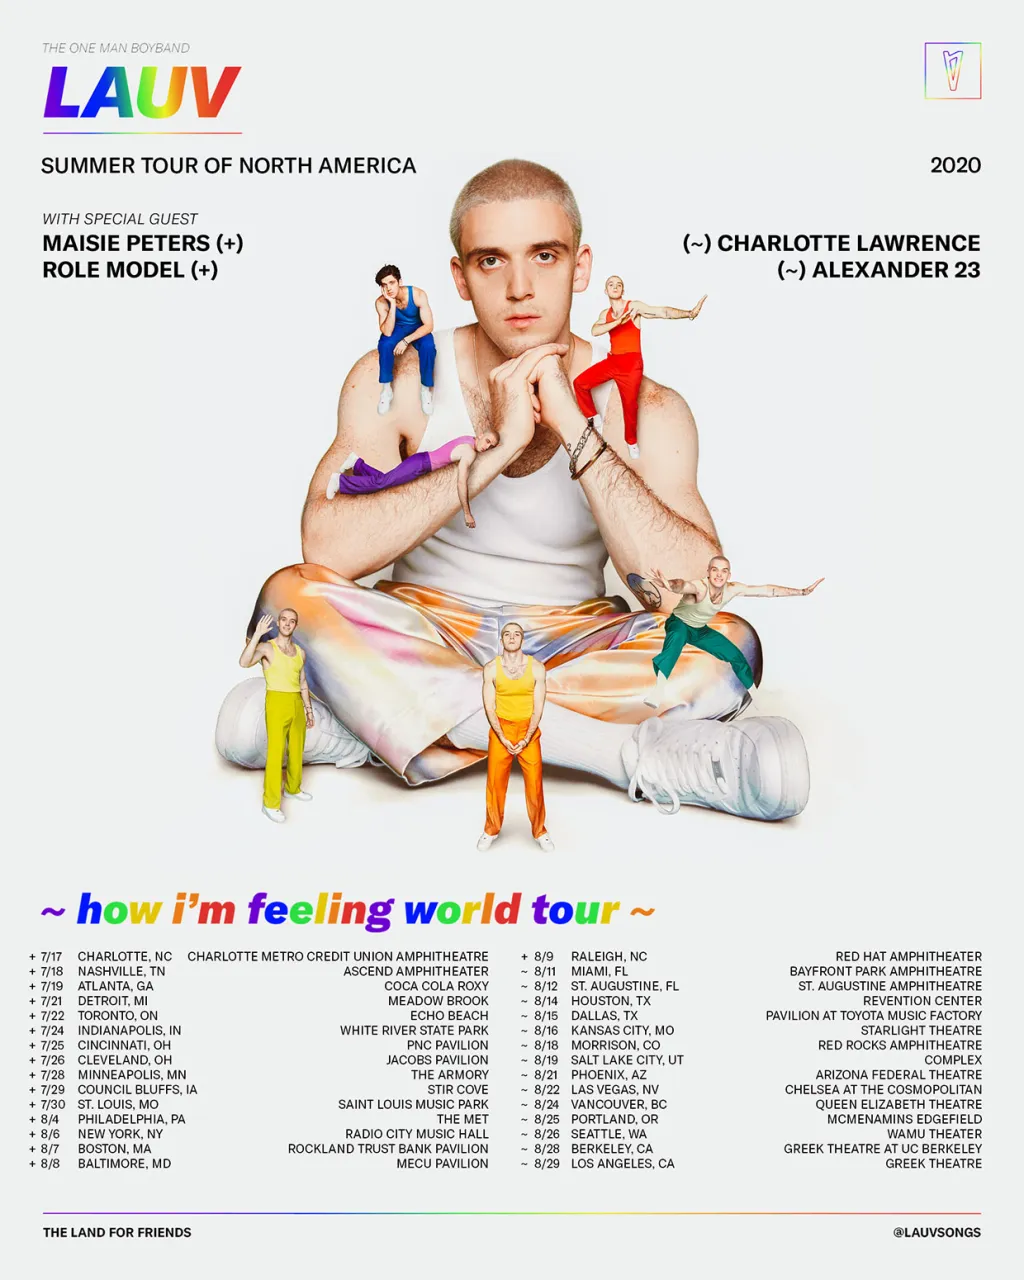 THE ONE MAN BOYBAND
LAUV
SUMMER TOUR OF NORTH AMERICA 2020
WITH SPECIAL GUEST
MAISIE PETERS (+) (~) CHARLOTTE LAWRENCE
ROLE MODEL (+) (~) ALEXANDER 23
~ how i'm feeling world tour ~
+ 7/17 CHARLOTTE, NC CHARLOTTE METRO CREDIT UNION AMPHITHEATRE
+ 7/18 NASHVILLE, TN ASCEND AMPHITHEATER
+ 7/19 ATLANTA, GA COCA COLA ROXY
+ 7/21 DETROIT, MI MEADOW BROOK
+ 7/22 TORONTO, ON ECHO BEACH
+ 7/24 INDIANAPOLIS, IN WHITE RIVER STATE PARK
+ 7/25 CINCINNATI, OH PNC PAVILION
+ 7/26 CLEVELAND, OH JACOBS PAVILION
+ 7/28 MINNEAPOLIS, MN THE ARMORY
+ 7/29 COUNCIL BLUFFS, IA STIR COVE
+ 7/30 ST. LOUIS, MO SAINT LOUIS MUSIC PARK
+ 8/4 PHILADELPHIA, PA THE MET
+ 8/6 NEW YORK, NY RADIO CITY MUSIC HALL
+ 8/7 BOSTON, MA ROCKLAND TRUST BANK PAVILION
+ 8/8 BALTIMORE, MD MECU PAVILION
+ 8/9 RALEIGH, NC RED HAT AMPHITHEATER
~ 8/11 MIAMI, FL BAYFRONT PARK AMPHITHEATRE
~ 8/12 ST. AUGUSTINE, FL ST. AUGUSTINE AMPHITHEATRE
~ 8/14 HOUSTON, TX REVENTION CENTER
~ 8/15 DALLAS, TX PAVILION AT TOYOTA MUSIC FACTORY
~ 8/16 KANSAS CITY, MO STARLIGHT THEATRE
~ 8/18 MORRISON, CO RED ROCKS AMPHITHEATRE
~ 8/19 SALT LAKE CITY, UT COMPLEX
~ 8/21 PHOENIX, AZ ARIZONA FEDERAL THEATRE
~ 8/22 LAS VEGAS, NV CHELSEA AT THE COSMOPOLITAN
~ 8/24 VANCOUVER, BC QUEEN ELIZABETH THEATRE
~ 8/25 PORTLAND, OR MCMENAMINS EDGEFIELD
~ 8/26 SEATTLE, WA WAMU THEATER
~ 8/28 BERKELEY, CA GREEK THEATRE AT UC BERKELEY
~ 8/29 LOS ANGELES, CA GREEK THEATRE
THE LAND FOR FRIENDS @LAUVSONGS